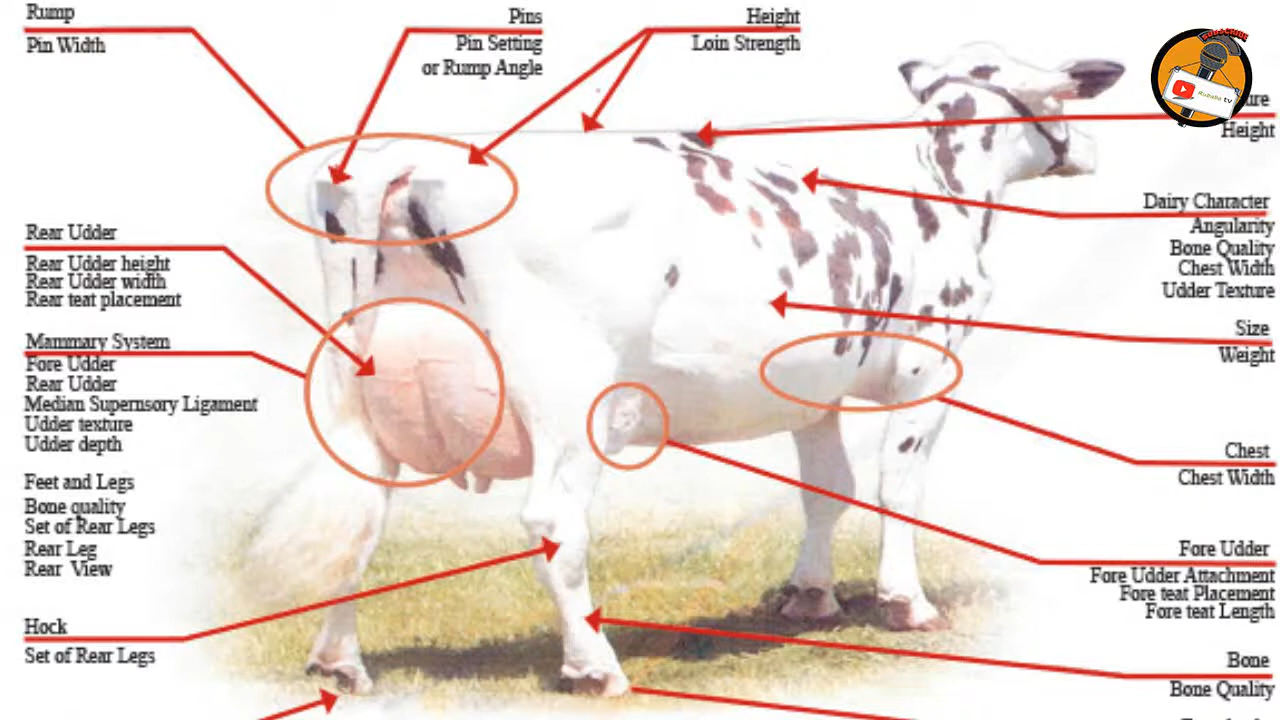 Rump
Pin Width
Pins
Pin Setting
or Rump Angle
Height
Loin Strength
SUBSCRIBE
TV
Height
Dairy Character
Angularity
Bone Quality
Chest Width
Udder Texture
Size
Weight
Chest
Chest Width
Fore Udder
Fore Udder Attachment
Fore teat Placement
Fore teat Length
Bone
Bone Quality
Rear Udder
Rear Udder height
Rear Udder width
Rear teat placement
Mammary System
Fore Udder
Rear Udder
Median Supernsory Ligament
Udder texture
Udder depth
Feet and Legs
Bone quality
Set of Rear Legs
Rear Leg
Rear View
Hock
Set of Rear Legs